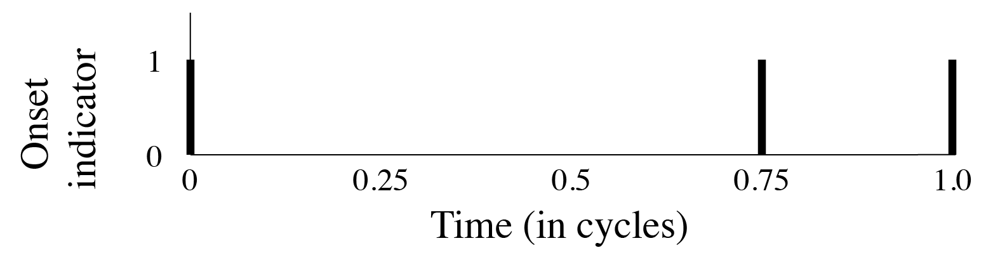 Onset
indicator
1
0
0 0.25 0.5 0.75 1.0
Time (in cycles)